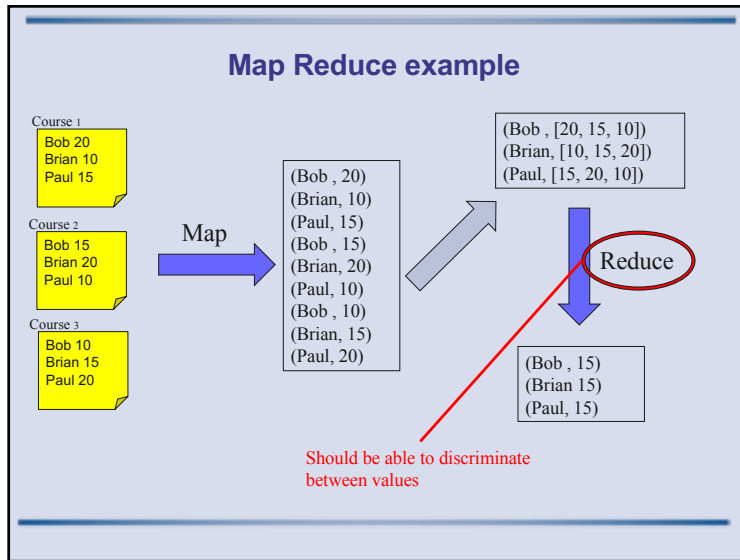 Map Reduce example
Course 1
Bob 20
Brian 10
Paul 15
Course 2
Bob 15
Brian 20
Paul 10
Course 3
Bob 10
Brian 15
Paul 20
Map
(Bob , 20)
(Brian, 10)
(Paul, 15)
(Bob , 15)
(Brian, 20)
(Paul, 10)
(Bob , 10)
(Brian, 15)
(Paul, 20)
(Bob , [20, 15, 10])
(Brian, [10, 15, 20])
(Paul, [15, 20, 10])
Reduce
(Bob , 15)
(Brian 15)
(Paul, 15)
Should be able to discriminate
between values